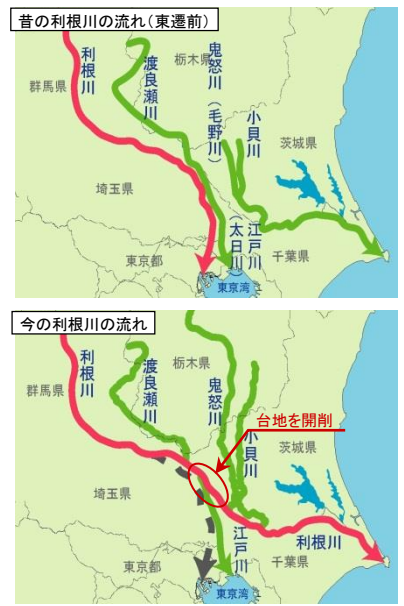 昔の利根川の流れ(東遷前)
利根川
渡良瀬川
栃木県
鬼怒川(毛野川)
小貝川
群馬県
茨城県
埼玉県
江戸川
(太日川)
千葉県
東京都
東京湾
今の利根川の流れ
利根川
渡良瀬川
栃木県
鬼怒川
群馬県
台地を開削
小貝川
茨城県
埼玉県
江戸川
利根川
千葉県
東京都
東京湾